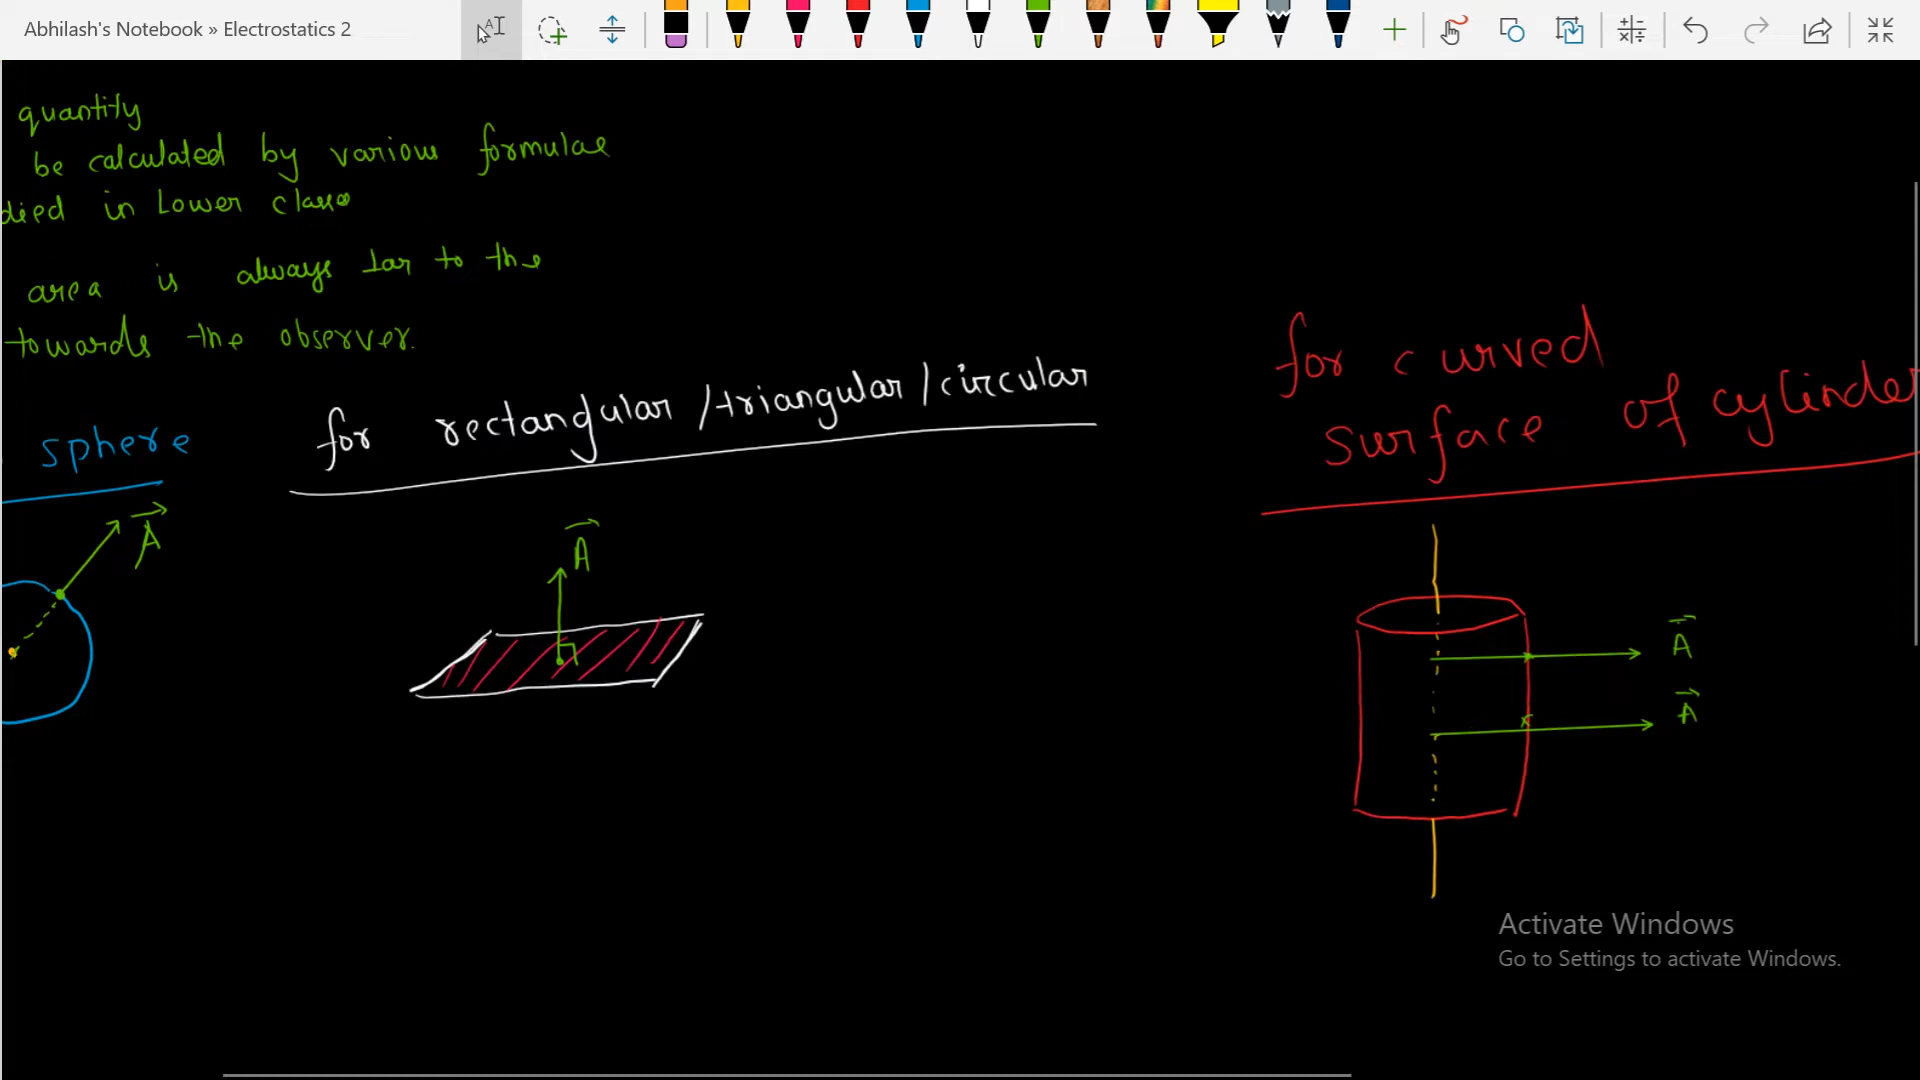 Abhilash's Notebook » Electrostatics 2
quantity
be calculated by various formulae
died in Lower class
area is always ⊥ar to the
towards the observer.
sphere
A
for rectangular /triangular/circular
A
for curved
surface of cylinder
A
A
Activate Windows
Go to Settings to activate Windows.